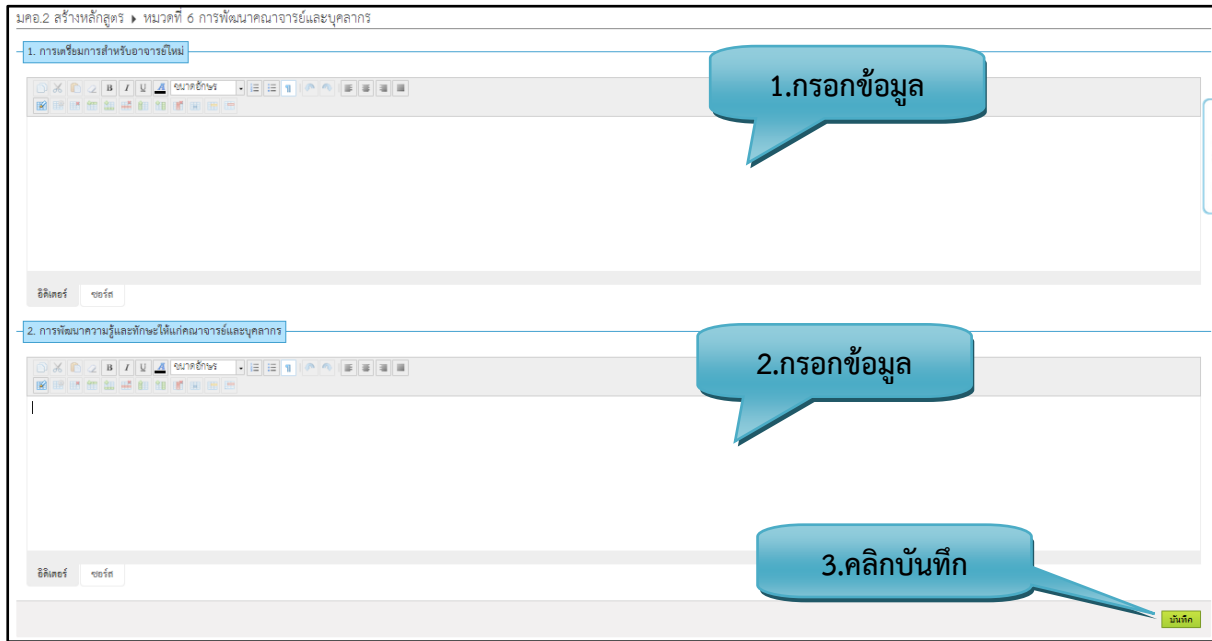 มคอ.2 สร้างหลักสูตร ▸ หมวดที่ 6 การพัฒนาคณาจารย์และบุคลากร
1. การเตรียมการสำหรับอาจารย์ใหม่
B I U A ขนาดอักษร
1.กรอกข้อมูล
อีดิเตอร์ ซอร์ส
2. การพัฒนาความรู้และทักษะให้แก่คณาจารย์และบุคลากร
B I U A ขนาดอักษร
2.กรอกข้อมูล
3.คลิกบันทึก
อีดิเตอร์ ซอร์ส
บันทึก